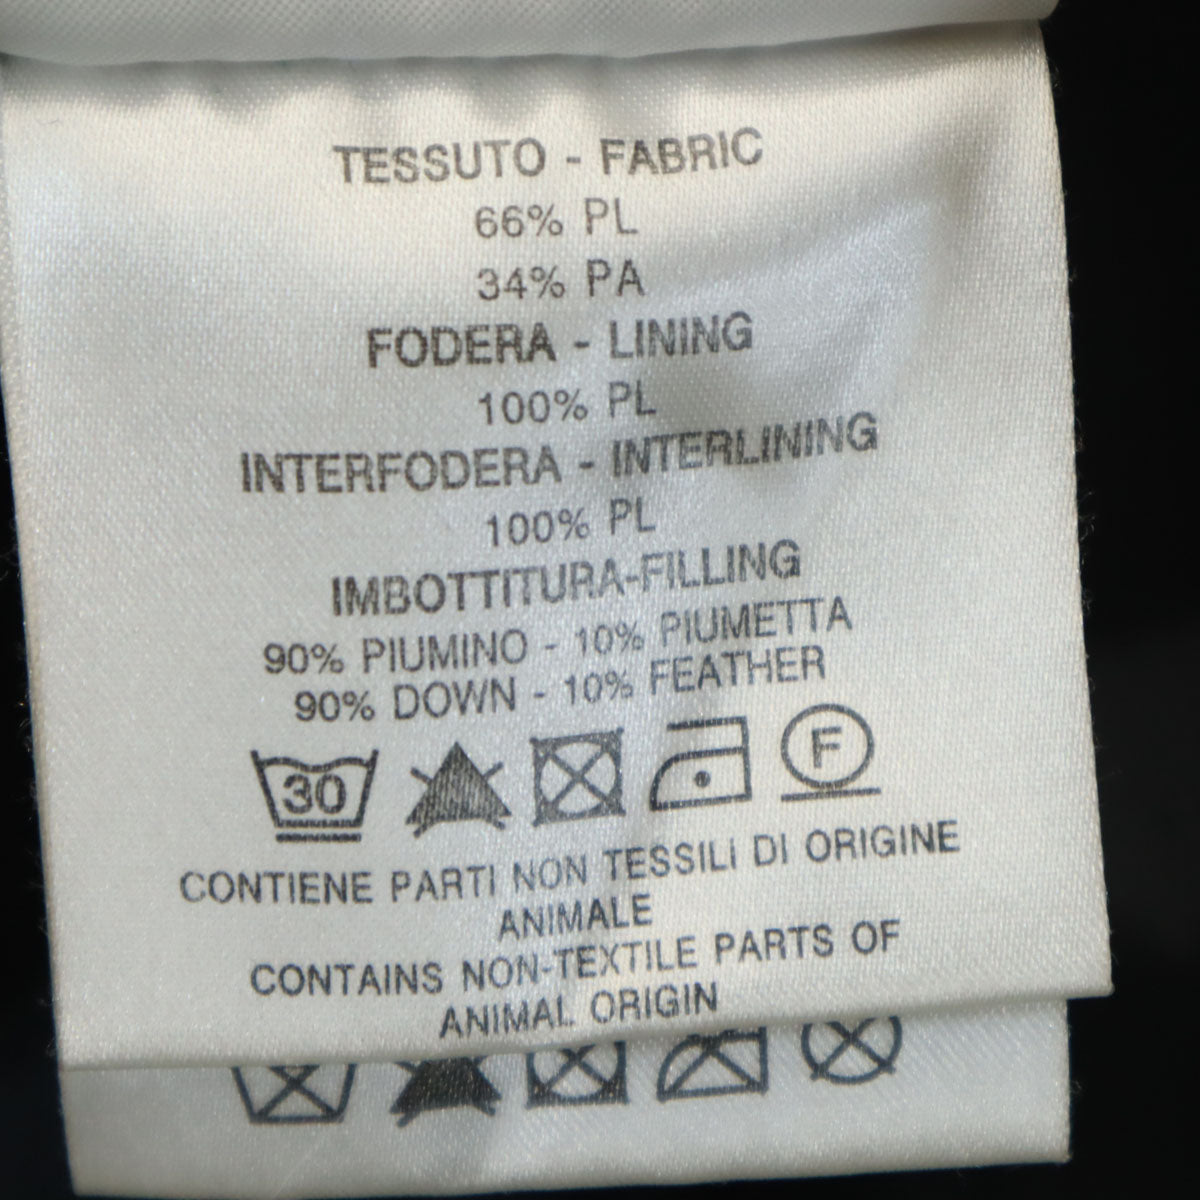 TESSUTO - FABRIC
66% PL
34% PA
FODERA - LINING
100% PL
INTERFODERA - INTERLINING
100% PL
IMBOTTITURA-FILLING
90% PIUMINO - 10% PIUMETTA
90% DOWN - 10% FEATHER
30 F
CONTIENE PARTI NON TESSILI DI ORIGINE
ANIMALE
CONTAINS NON-TEXTILE PARTS OF
ANIMAL ORIGIN